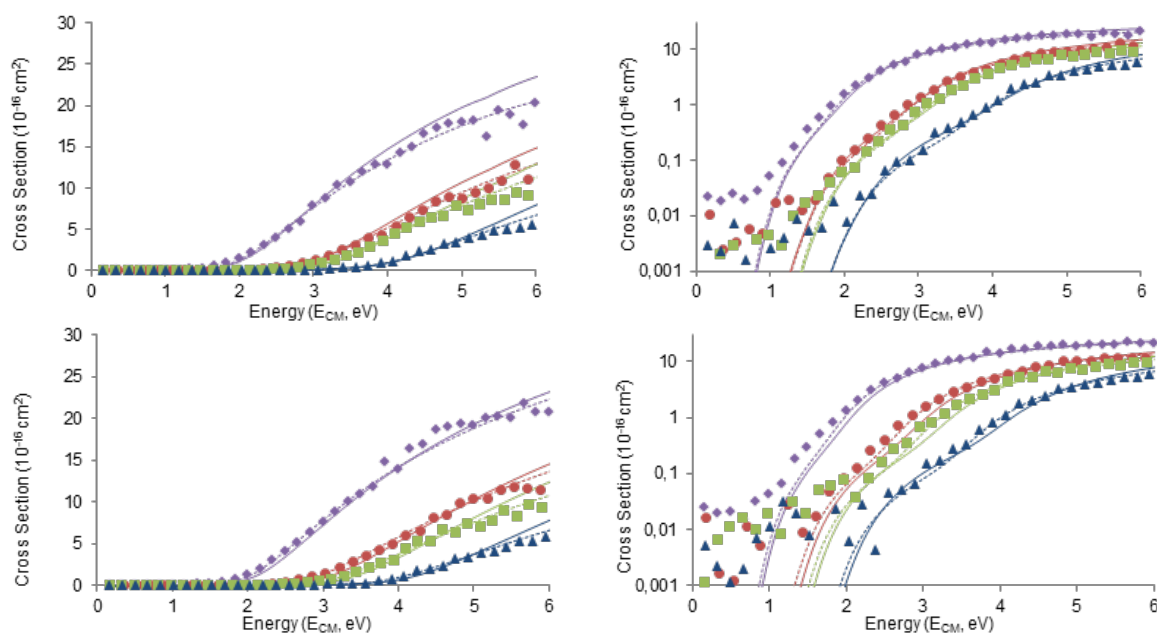 Cross Section (10⁻¹⁶ cm²)
30
25
20
15
10
5
0
0 1 2 3 4 5 6
Energy (E_CM, eV)
Cross Section (10⁻¹⁶ cm²)
10
1
0,1
0,01
0,001
0 1 2 3 4 5 6
Energy (E_CM, eV)
Cross Section (10⁻¹⁶ cm²)
30
25
20
15
10
5
0
0 1 2 3 4 5 6
Energy (E_CM, eV)
Cross Section (10⁻¹⁶ cm²)
10
1
0,1
0,01
0,001
0 1 2 3 4 5 6
Energy (E_CM, eV)